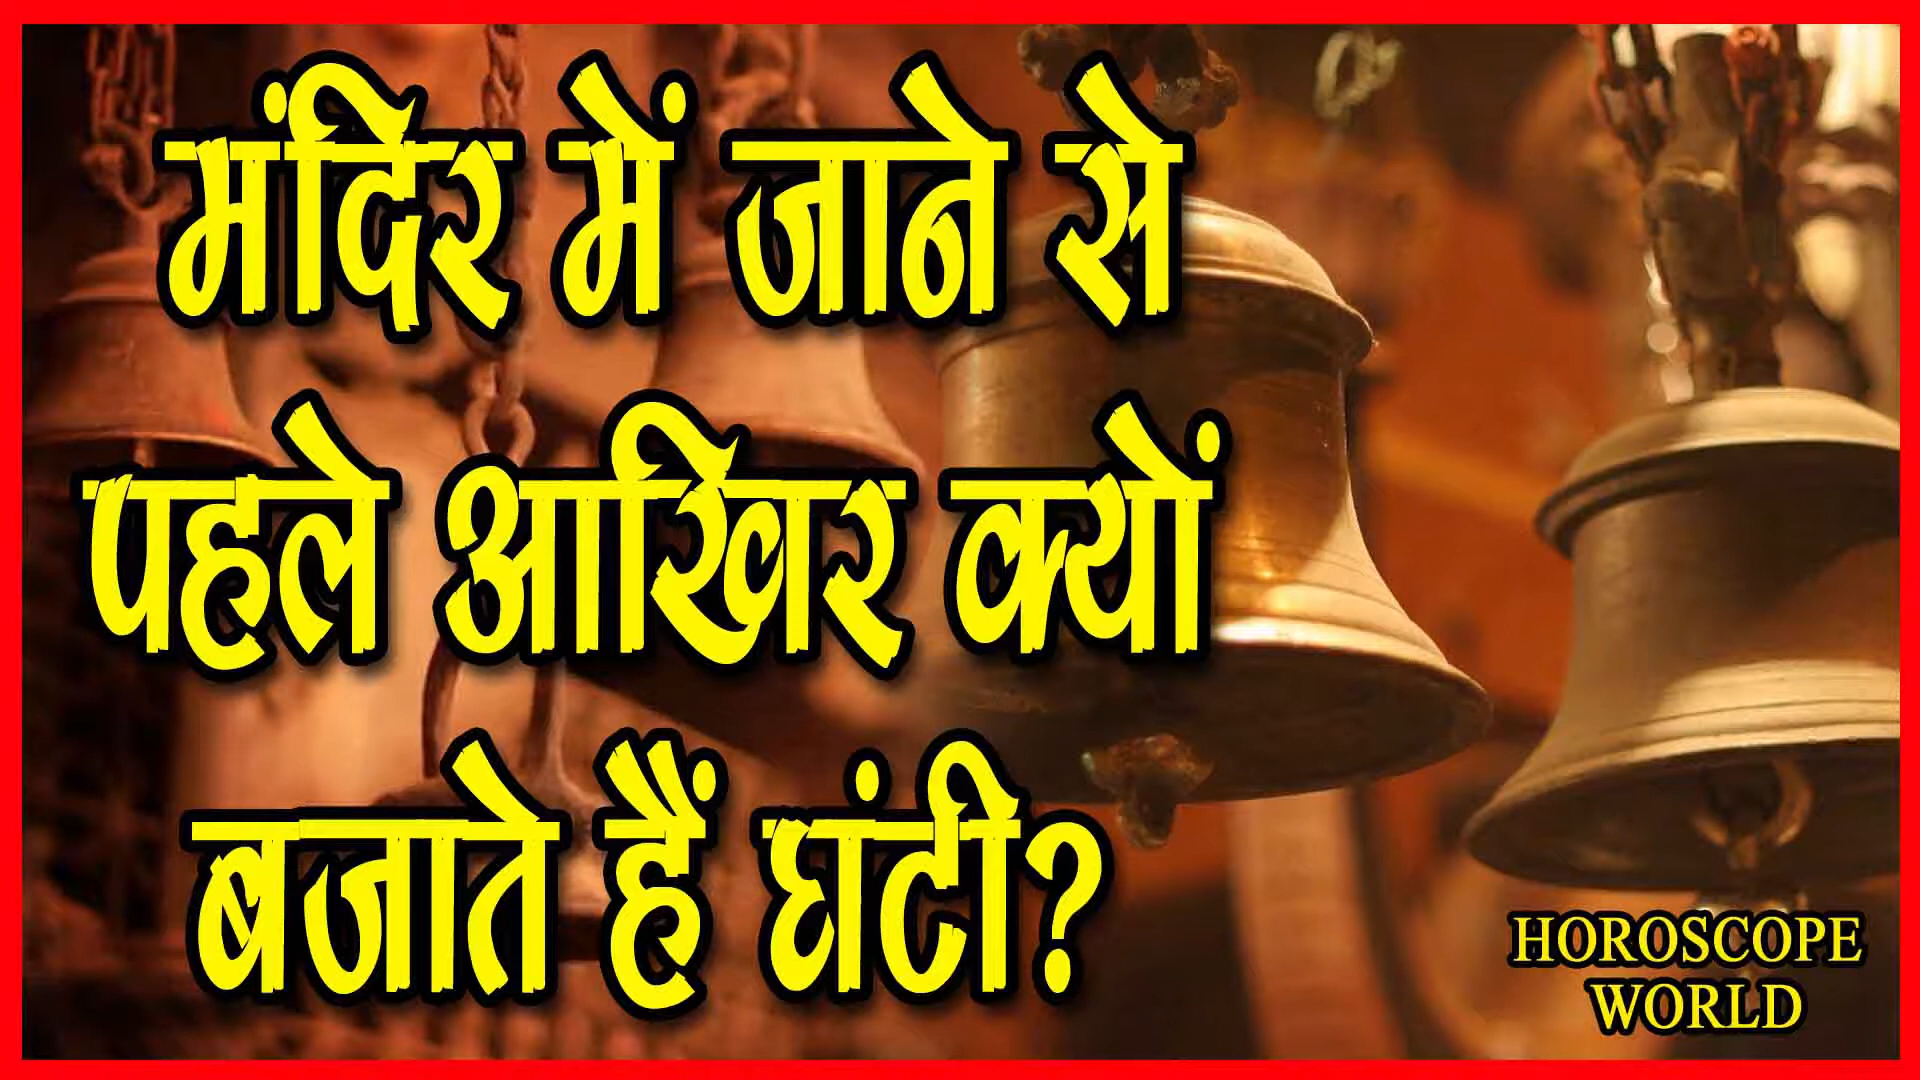 मंदिर में जाने से
पहले आखिर क्यों
बजाते हैं घंटी?
HOROSCOPE
WORLD